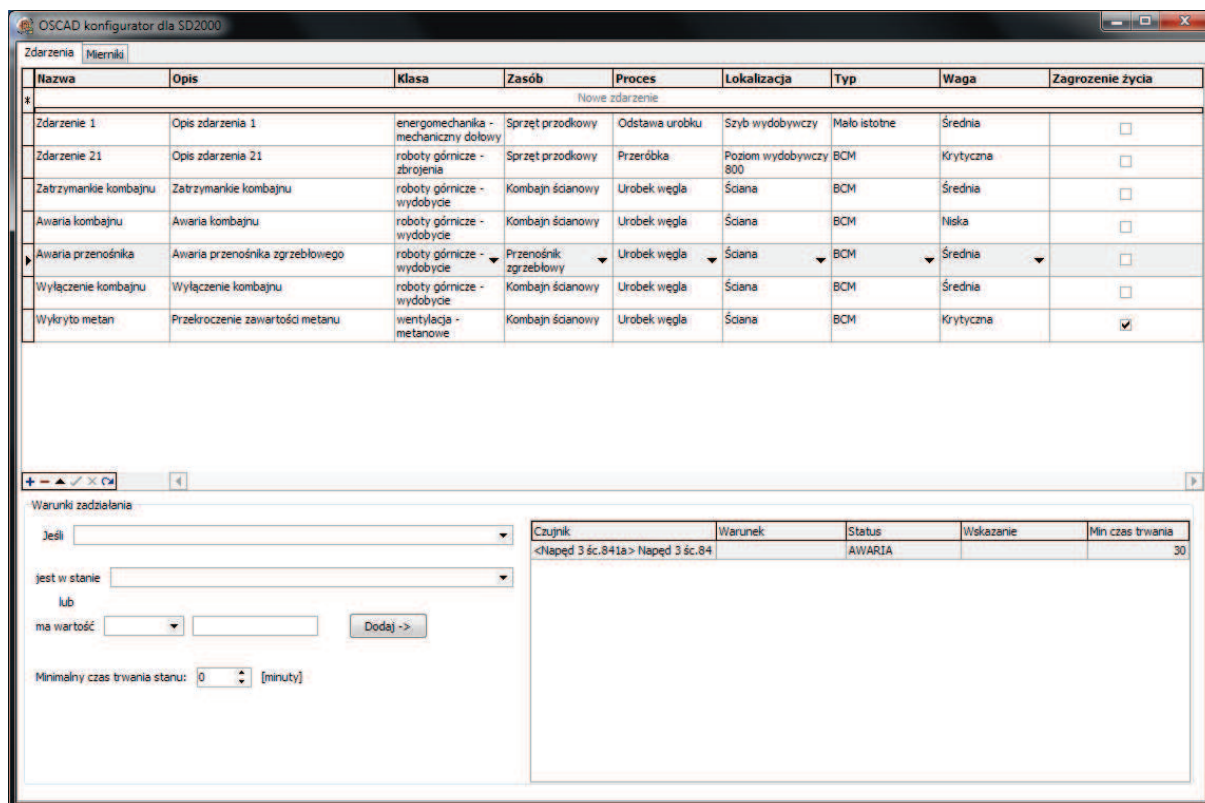 OSCAD konfigurator dla SD2000
Zdarzenia Mierniki
Nazwa Opis Klasa Zasób Proces Lokalizacja Typ Waga Zagrozenie życia
* Nowe zdarzenie
Zdarzenie 1 Opis zdarzenia 1 energomechanika - mechaniczny dołowy Sprzęt przodkowy Odstawa urobku Szyb wydobywczy Mało istotne Średnia
Zdarzenie 21 Opis zdarzenia 21 roboty górnicze - zbrojenia Sprzęt przodkowy Przeróbka Poziom wydobywczy 800 BCM Krytyczna
Zatrzymankie kombajnu Zatrzymankie kombajnu roboty górnicze - wydobycie Kombajn ścianowy Urobek węgla Ściana BCM Średnia
Awaria kombajnu Awaria kombajnu roboty górnicze - wydobycie Kombajn ścianowy Urobek węgla Ściana BCM Niska
Awaria przenośnika Awaria przenośnika zgrzebłowego roboty górnicze - wydobycie Przenośnik zgrzebłowy Urobek węgla Ściana BCM Średnia
Wyłączenie kombajnu Wyłączenie kombajnu roboty górnicze - wydobycie Kombajn ścianowy Urobek węgla Ściana BCM Średnia
Wykryto metan Przekroczenie zawartości metanu wentylacja - metanowe Kombajn ścianowy Urobek węgla Ściana BCM Krytyczna
Warunki zadziałania
Jeśli
jest w stanie
lub
ma wartość Dodaj ->
Minimalny czas trwania stanu: 0 [minuty]
Czujnik Warunek Status Wskazanie Min czas trwania
<Napęd 3 śc.841a> Napęd 3 śc.84 AWARIA 30